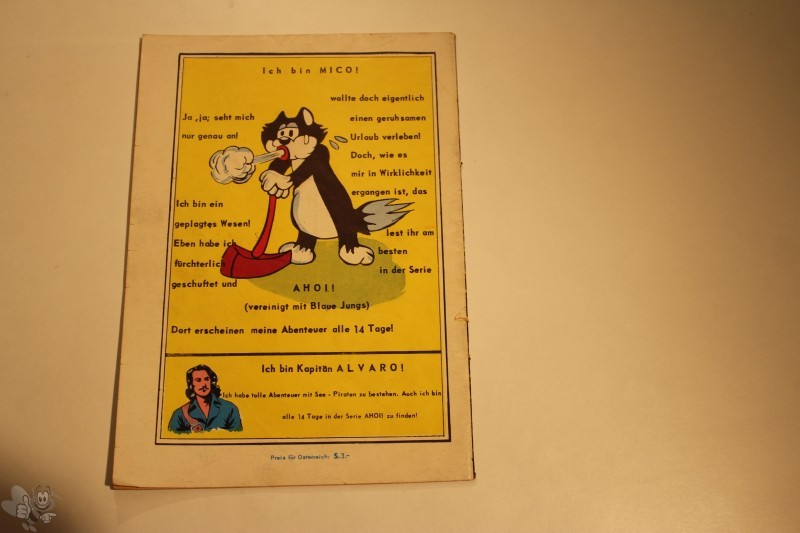 Ich bin MICO!
Ja, ja; seht mich
nur genau an!
Ich bin ein
geplagtes Wesen!
Eben habe ich
fürchterlich
geschuftet und
wollte doch eigentlich
einen geruhsamen
Urlaub verleben!
Doch, wie es
mir in Wirklichkeit
ergangen ist, das
lest ihr am
besten
in der Serie
AHOI!
(vereinigt mit Blaue Jungs)
Dort erscheinen meine Abenteuer alle 14 Tage!
Ich bin Kapitän ALVARO!
Ich habe tolle Abenteuer mit See - Piraten zu bestehen. Auch ich bin
alle 14 Tage in der Serie AHOI! zu finden!
Preis für Österreich: S.3.-